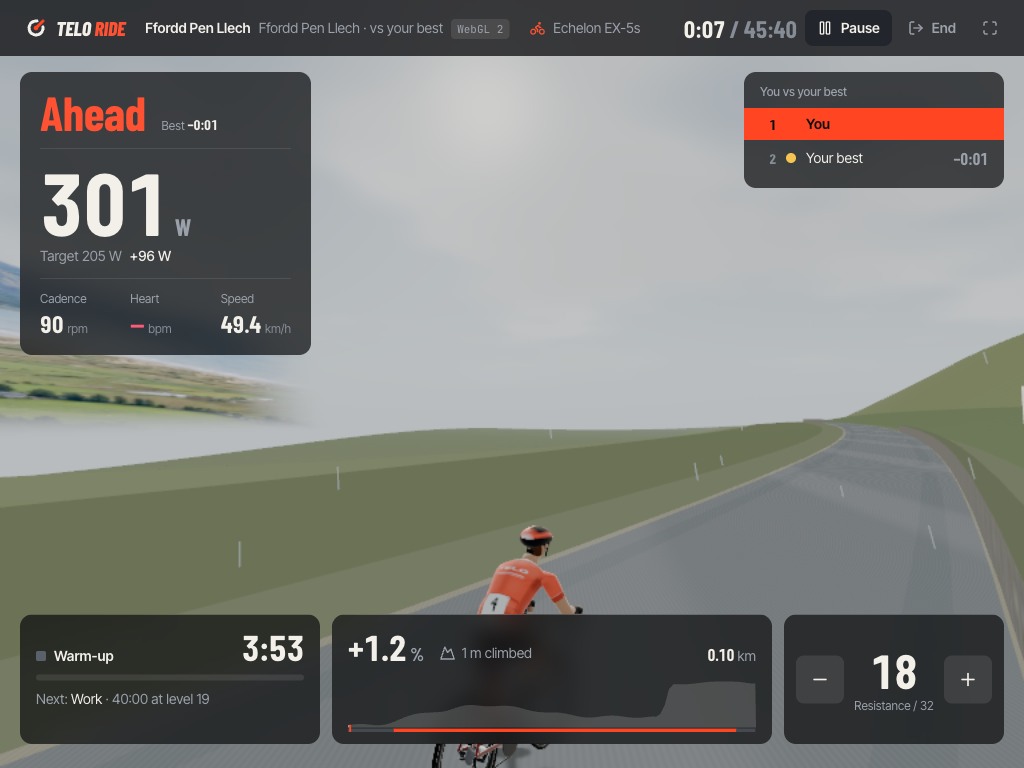 TELO RIDE
Ffordd Pen Llech Ffordd Pen Llech · vs your best WebGL 2
Echelon EX-5s
0:07 / 45:40
Pause
End
Ahead Best −0:01
301 W
Target 205 W +96 W
Cadence Heart Speed
90 rpm — bpm 49.4 km/h
You vs your best
1 You
2 Your best −0:01
4
Warm-up 3:53
Next: Work · 40:00 at level 19
+1.2 % 1 m climbed 0.10 km
− 18 +
Resistance / 32